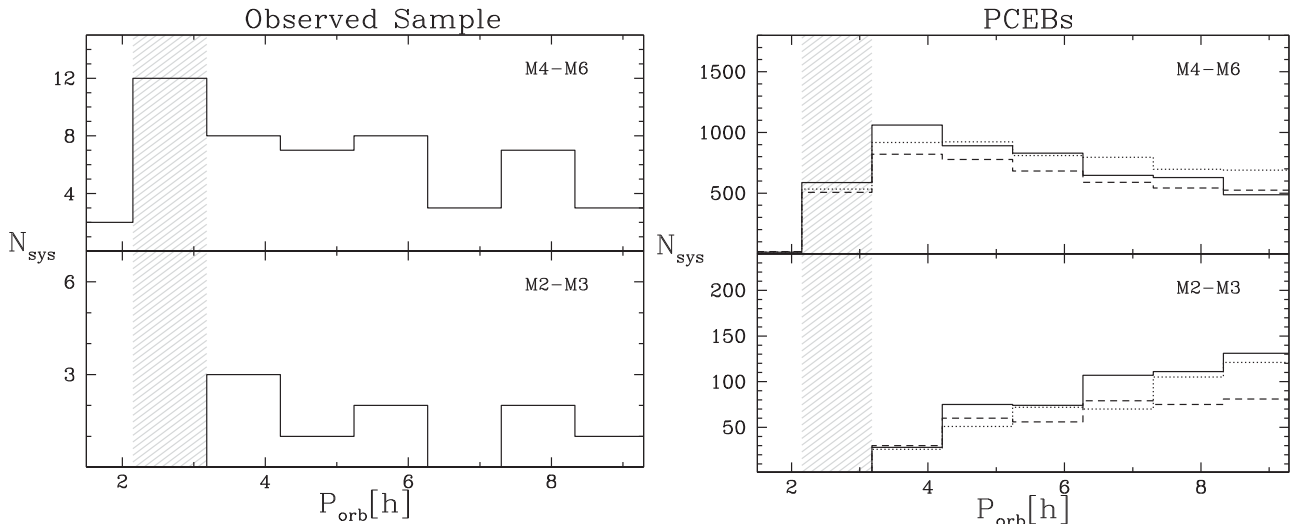 Observed Sample
M4-M6
12
8
4
N_sys
M2-M3
6
3
2 4 6 8
P_orb[h]
PCEBs
M4-M6
1500
1000
500
N_sys
M2-M3
200
150
100
50
2 4 6 8
P_orb[h]